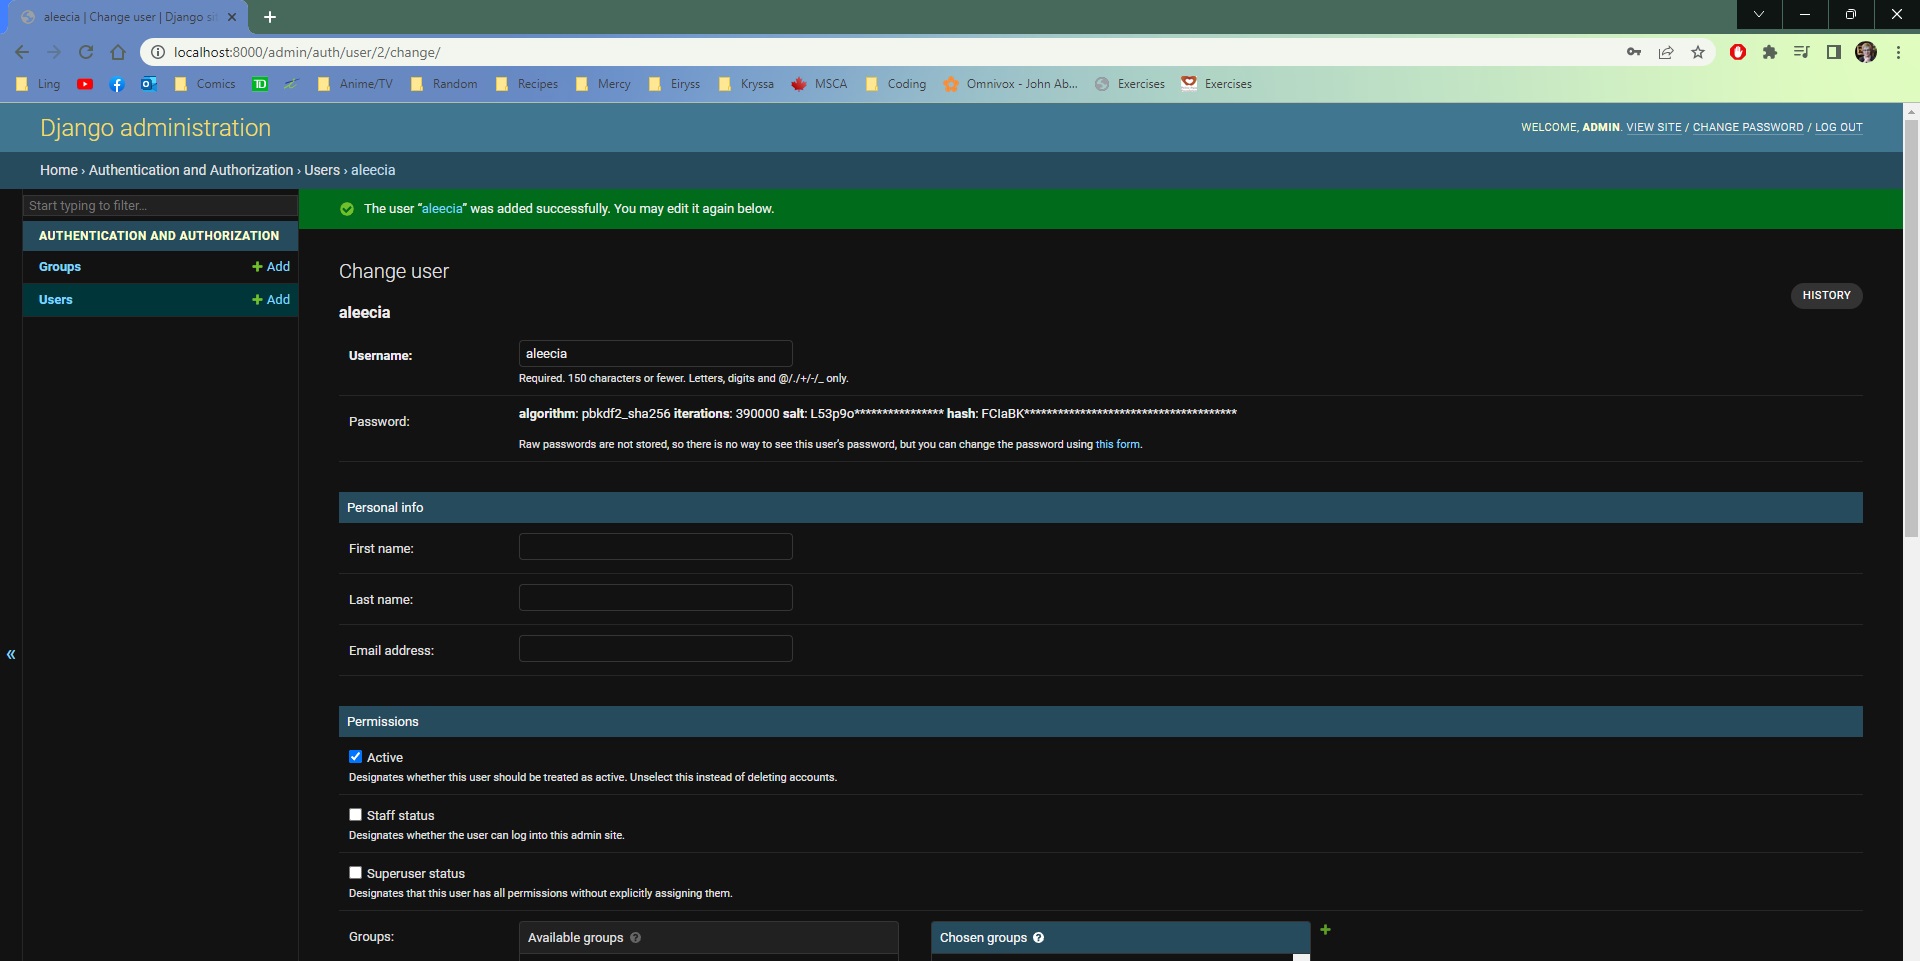 aleecia | Change user | Django si
localhost:8000/admin/auth/user/2/change/
Ling Comics TD Anime/TV Random Recipes Mercy Eiryss Kryssa MSCA Coding Omnivox - John Ab... Exercises Exercises
Django administration
WELCOME, ADMIN. VIEW SITE / CHANGE PASSWORD / LOG OUT
Home › Authentication and Authorization › Users › aleecia
Start typing to filter...
AUTHENTICATION AND AUTHORIZATION
Groups + Add
Users + Add
«
The user “aleecia” was added successfully. You may edit it again below.
Change user
HISTORY
aleecia
Username: aleecia
Required. 150 characters or fewer. Letters, digits and @/./+/-/_ only.
Password: algorithm: pbkdf2_sha256 iterations: 390000 salt: L53p9o**************** hash: FCIaBK**************************************
Raw passwords are not stored, so there is no way to see this user’s password, but you can change the password using this form.
Personal info
First name:
Last name:
Email address:
Permissions
Active
Designates whether this user should be treated as active. Unselect this instead of deleting accounts.
Staff status
Designates whether the user can log into this admin site.
Superuser status
Designates that this user has all permissions without explicitly assigning them.
Groups: Available groups ? Chosen groups ? +